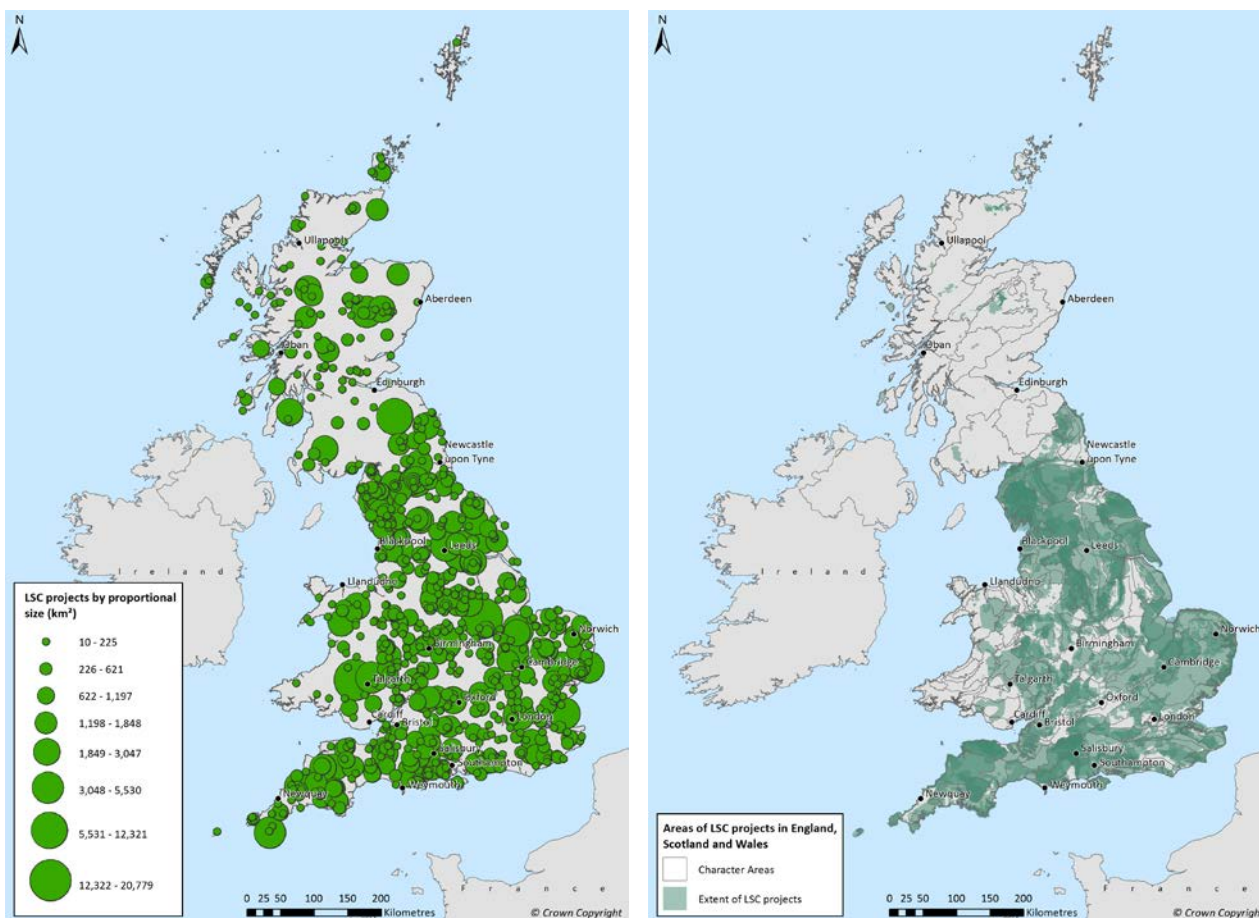 N
Ullapool
Aberdeen
Oban
Edinburgh
Newcastle
upon Tyne
Blackpool
Leeds
Ireland
Llandudno
Norwich
Birmingham
Cambridge
Talgarth
Oxford
Cardiff
Bristol
London
Salisbury
Southampton
Weymouth
Newquay
LSC projects by proportional
size (km²)
10 - 225
226 - 621
622 - 1,197
1,198 - 1,848
1,849 - 3,047
3,048 - 5,530
5,531 - 12,321
12,322 - 20,779
France
0 25 50 100 150 200
Kilometres
© Crown Copyright
N
Ullapool
Aberdeen
Oban
Edinburgh
Newcastle
upon Tyne
Blackpool
Leeds
Ireland
Llandudno
Norwich
Birmingham
Cambridge
Talgarth
Oxford
Cardiff
Bristol
London
Salisbury
Southampton
Weymouth
Newquay
Areas of LSC projects in England,
Scotland and Wales
Character Areas
Extent of LSC projects
France
0 25 50 100 150 200
Kilometres
© Crown Copyright